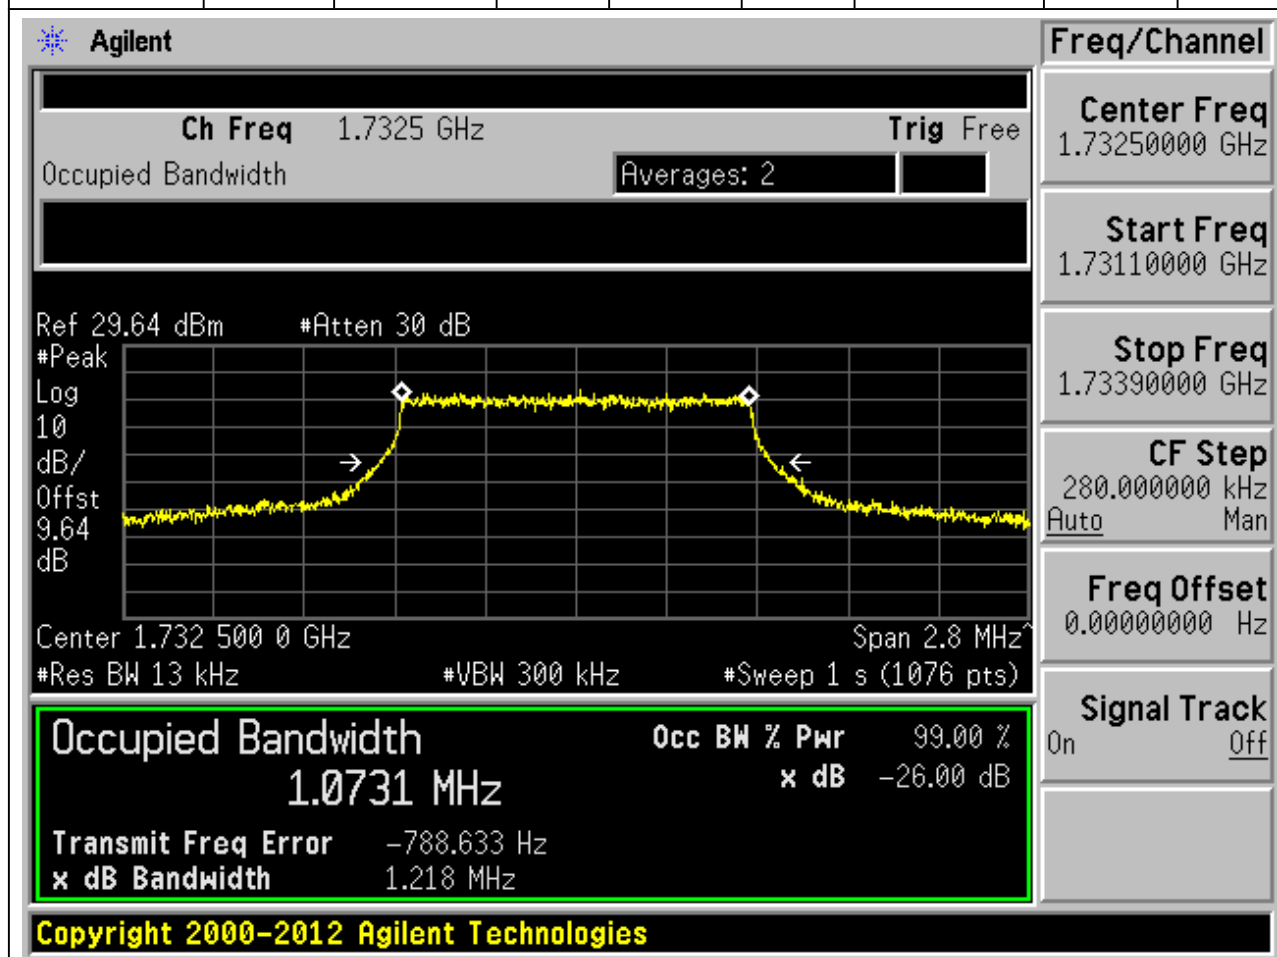 Agilent
Freq/Channel
Ch Freq 1.7325 GHz Trig Free
Occupied Bandwidth Averages: 2
Center Freq
1.73250000 GHz
Start Freq
1.73110000 GHz
Stop Freq
1.73390000 GHz
CF Step
280.000000 kHz
Auto Man
Freq Offset
0.00000000 Hz
Signal Track
On Off
Ref 29.64 dBm #Atten 30 dB
#Peak
Log
10
dB/
Offst
9.64
dB
Center 1.732 500 0 GHz Span 2.8 MHz^
#Res BW 13 kHz #VBW 300 kHz #Sweep 1 s (1076 pts)
Occupied Bandwidth Occ BW % Pwr 99.00 %
1.0731 MHz x dB -26.00 dB
Transmit Freq Error -788.633 Hz
x dB Bandwidth 1.218 MHz
Copyright 2000-2012 Agilent Technologies